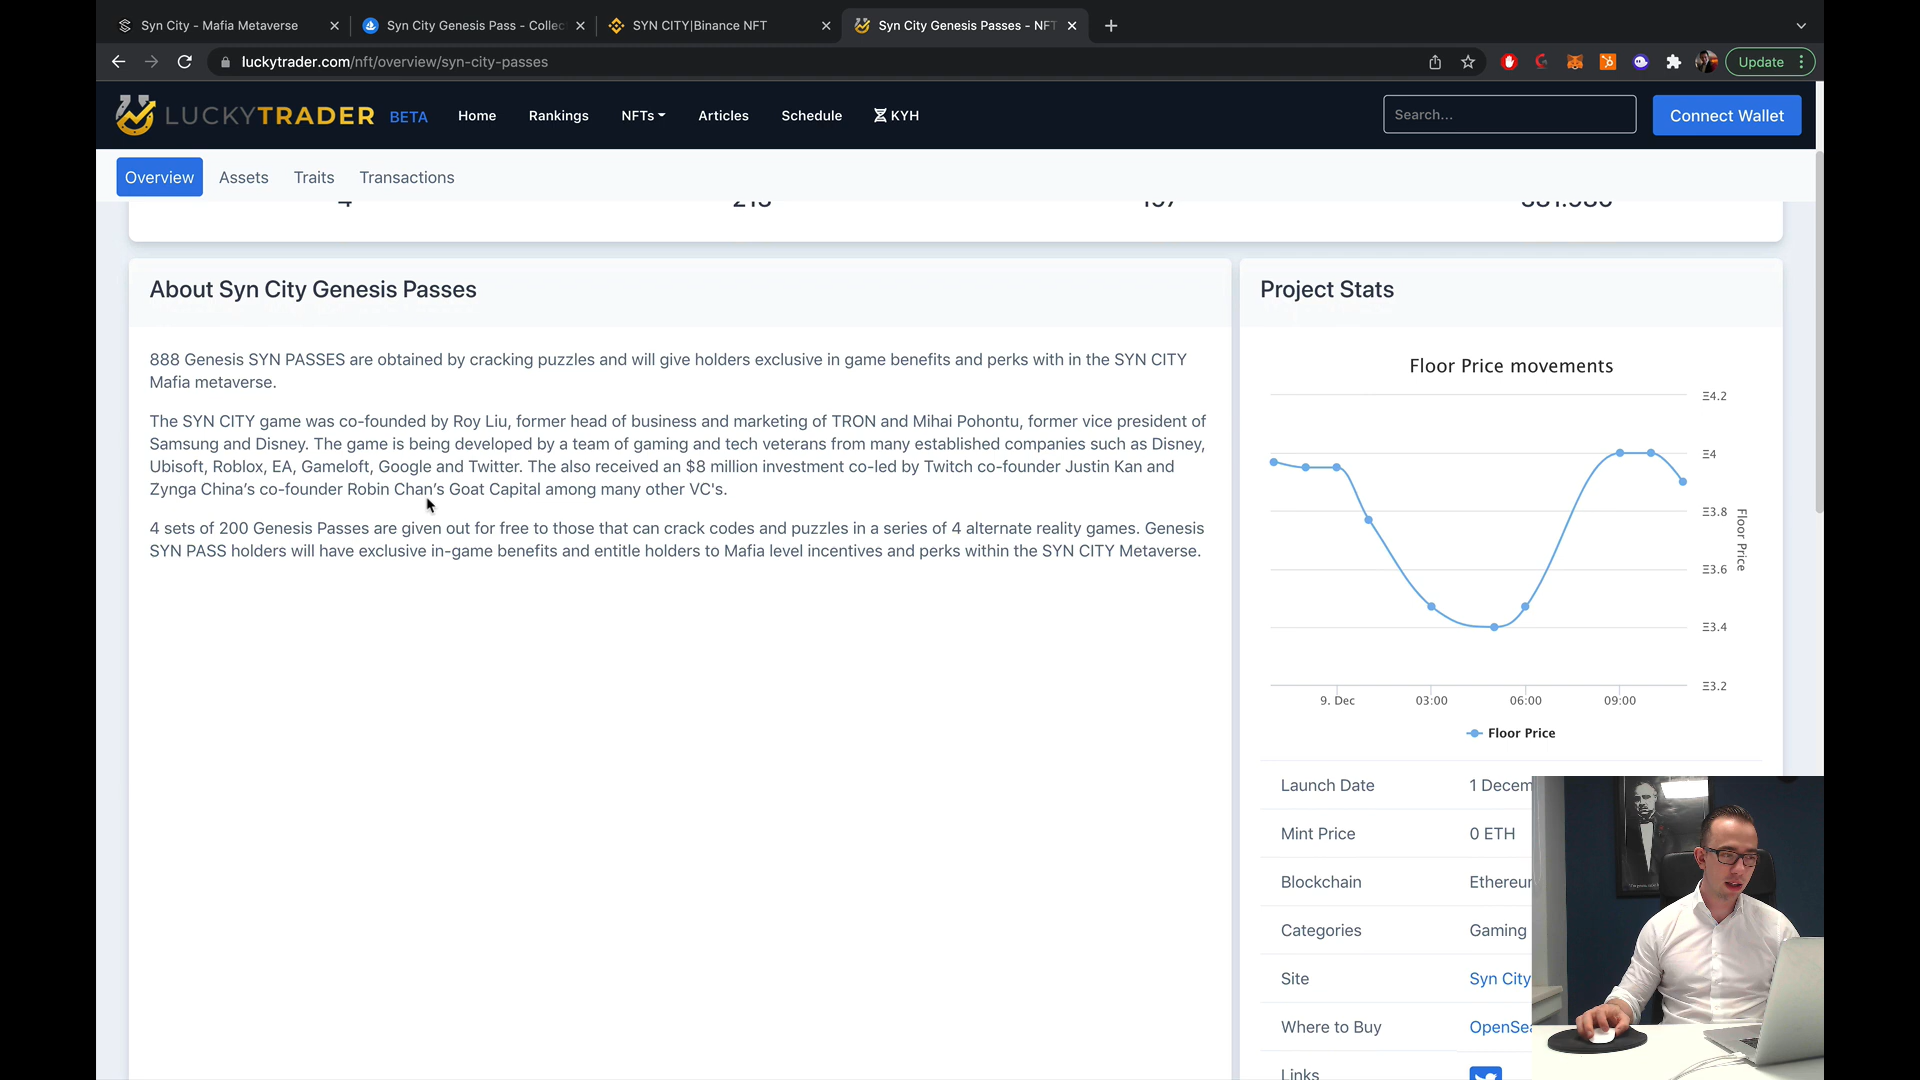 Syn City - Mafia Metaverse
Syn City Genesis Pass - Collec
SYN CITY|Binance NFT
Syn City Genesis Passes - NFT
luckytrader.com/nft/overview/syn-city-passes
Update
LUCKYTRADER BETA
Home
Rankings
NFTs
Articles
Schedule
KYH
Search...
Connect Wallet
Overview
Assets
Traits
Transactions
About Syn City Genesis Passes
888 Genesis SYN PASSES are obtained by cracking puzzles and will give holders exclusive in game benefits and perks with in the SYN CITY
Mafia metaverse.
The SYN CITY game was co-founded by Roy Liu, former head of business and marketing of TRON and Mihai Pohontu, former vice president of
Samsung and Disney. The game is being developed by a team of gaming and tech veterans from many established companies such as Disney,
Ubisoft, Roblox, EA, Gameloft, Google and Twitter. The also received an $8 million investment co-led by Twitch co-founder Justin Kan and
Zynga China's co-founder Robin Chan's Goat Capital among many other VC's.
4 sets of 200 Genesis Passes are given out for free to those that can crack codes and puzzles in a series of 4 alternate reality games. Genesis
SYN PASS holders will have exclusive in-game benefits and entitle holders to Mafia level incentives and perks within the SYN CITY Metaverse.
Project Stats
Floor Price movements
Ξ4.2
Ξ4
Ξ3.8
Ξ3.6
Ξ3.4
Ξ3.2
Floor Price
9. Dec
03:00
06:00
09:00
Floor Price
Launch Date 1 Decem
Mint Price 0 ETH
Blockchain Ethereu
Categories Gaming
Site Syn City
Where to Buy OpenSe
Links